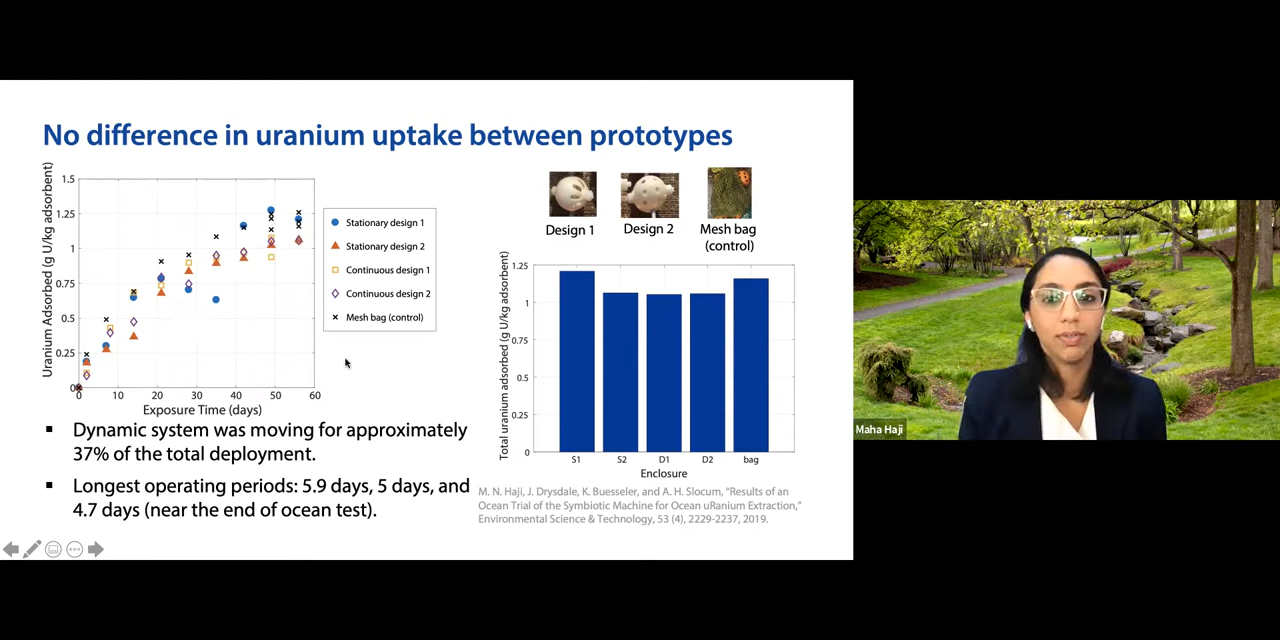 No difference in uranium uptake between prototypes
Uranium Adsorbed (g U/kg adsorbent)
1.5
1.25
1
0.75
0.5
0.25
0
0 10 20 30 40 50 60
Exposure Time (days)
Stationary design 1
Stationary design 2
Continuous design 1
Continuous design 2
Mesh bag (control)
Dynamic system was moving for approximately
37% of the total deployment.
Longest operating periods: 5.9 days, 5 days, and
4.7 days (near the end of ocean test).
Design 1
Design 2
Mesh bag
(control)
Total uranium adsorbed (g U/kg adsorbent)
1.25
1
0.75
0.5
0.25
0
S1 S2 D1 D2 bag
Enclosure
M. N. Haji, J. Drysdale, K. Buesseler, and A. H. Slocum, “Results of an
Ocean Trial of the Symbiotic Machine for Ocean uRanium Extraction,”
Environmental Science & Technology, 53 (4), 2229-2237, 2019.
Maha Haji